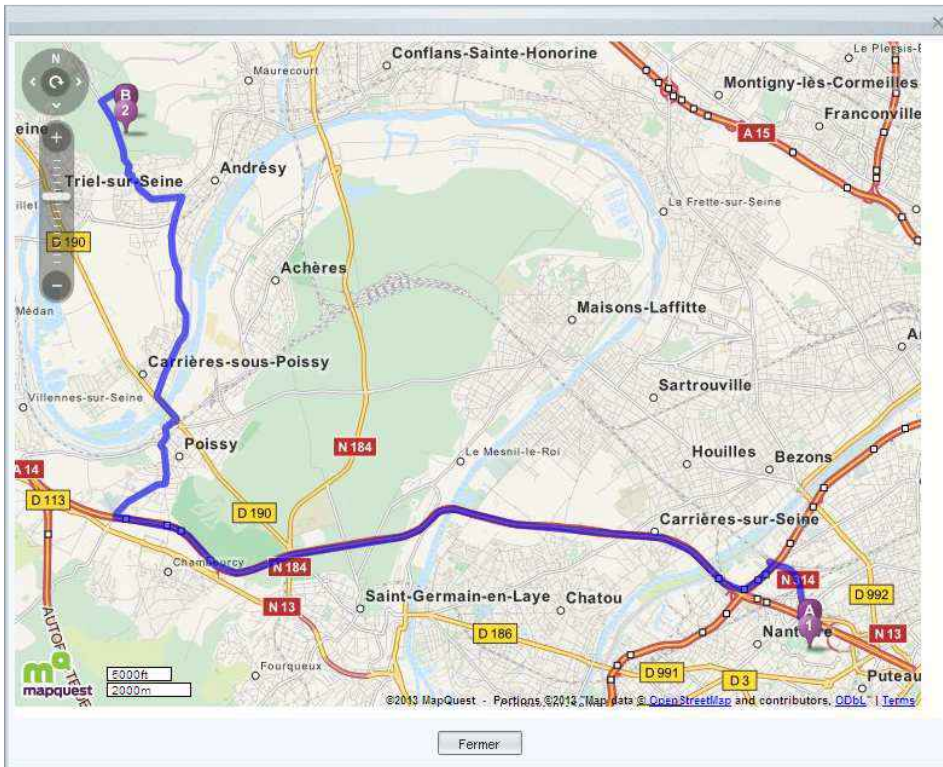 Conflans-Sainte-Honorine
Maurecourt
Montigny-lès-Cormeilles
Franconville
N
B
2
A 15
Andrésy
Triel-sur-Seine
La Frette-sur-Seine
D 190
Achères
Médan
Maisons-Laffitte
Carrières-sous-Poissy
Sartrouville
Villennes-sur-Seine
Poissy
N 184
Le Mesnil-le-Roi
Houilles
Bezons
A 14
D 113
D 190
Carrières-sur-Seine
Chambourcy
N 184
N 314
Saint-Germain-en-Laye
Chatou
N 13
D 992
A
1
D 186
Nanterre
N 13
Fourqueux
D 991
D 3
Puteau
mapquest
5000ft
2000m
©2013 MapQuest - Portions ©2013 "Map data © OpenStreetMap and contributors, ODbL" | Terms
Fermer